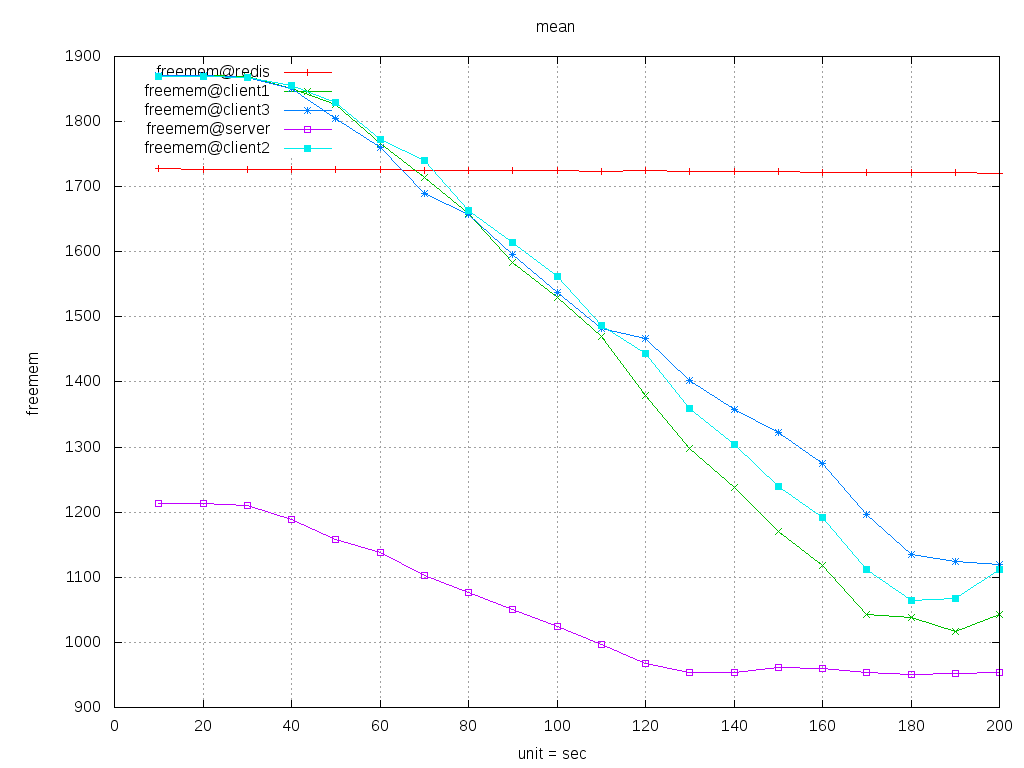 mean
1900
1800
1700
1600
1500
1400
1300
1200
1100
1000
900
freemem
freemem@redis
freemem@client1
freemem@client3
freemem@server
freemem@client2
0 20 40 60 80 100 120 140 160 180 200
unit = sec